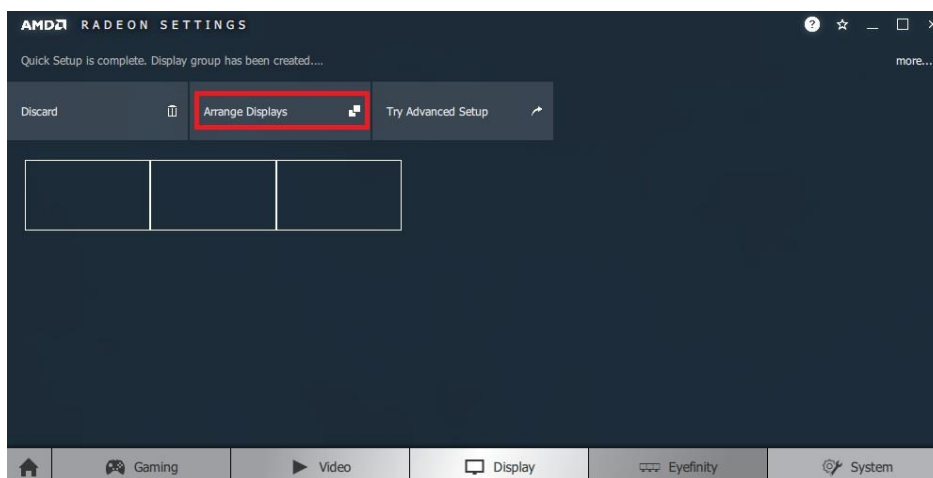 AMD RADEON SETTINGS
Quick Setup is complete. Display group has been created....
more...
Discard
Arrange Displays
Try Advanced Setup
Gaming
Video
Display
Eyefinity
System